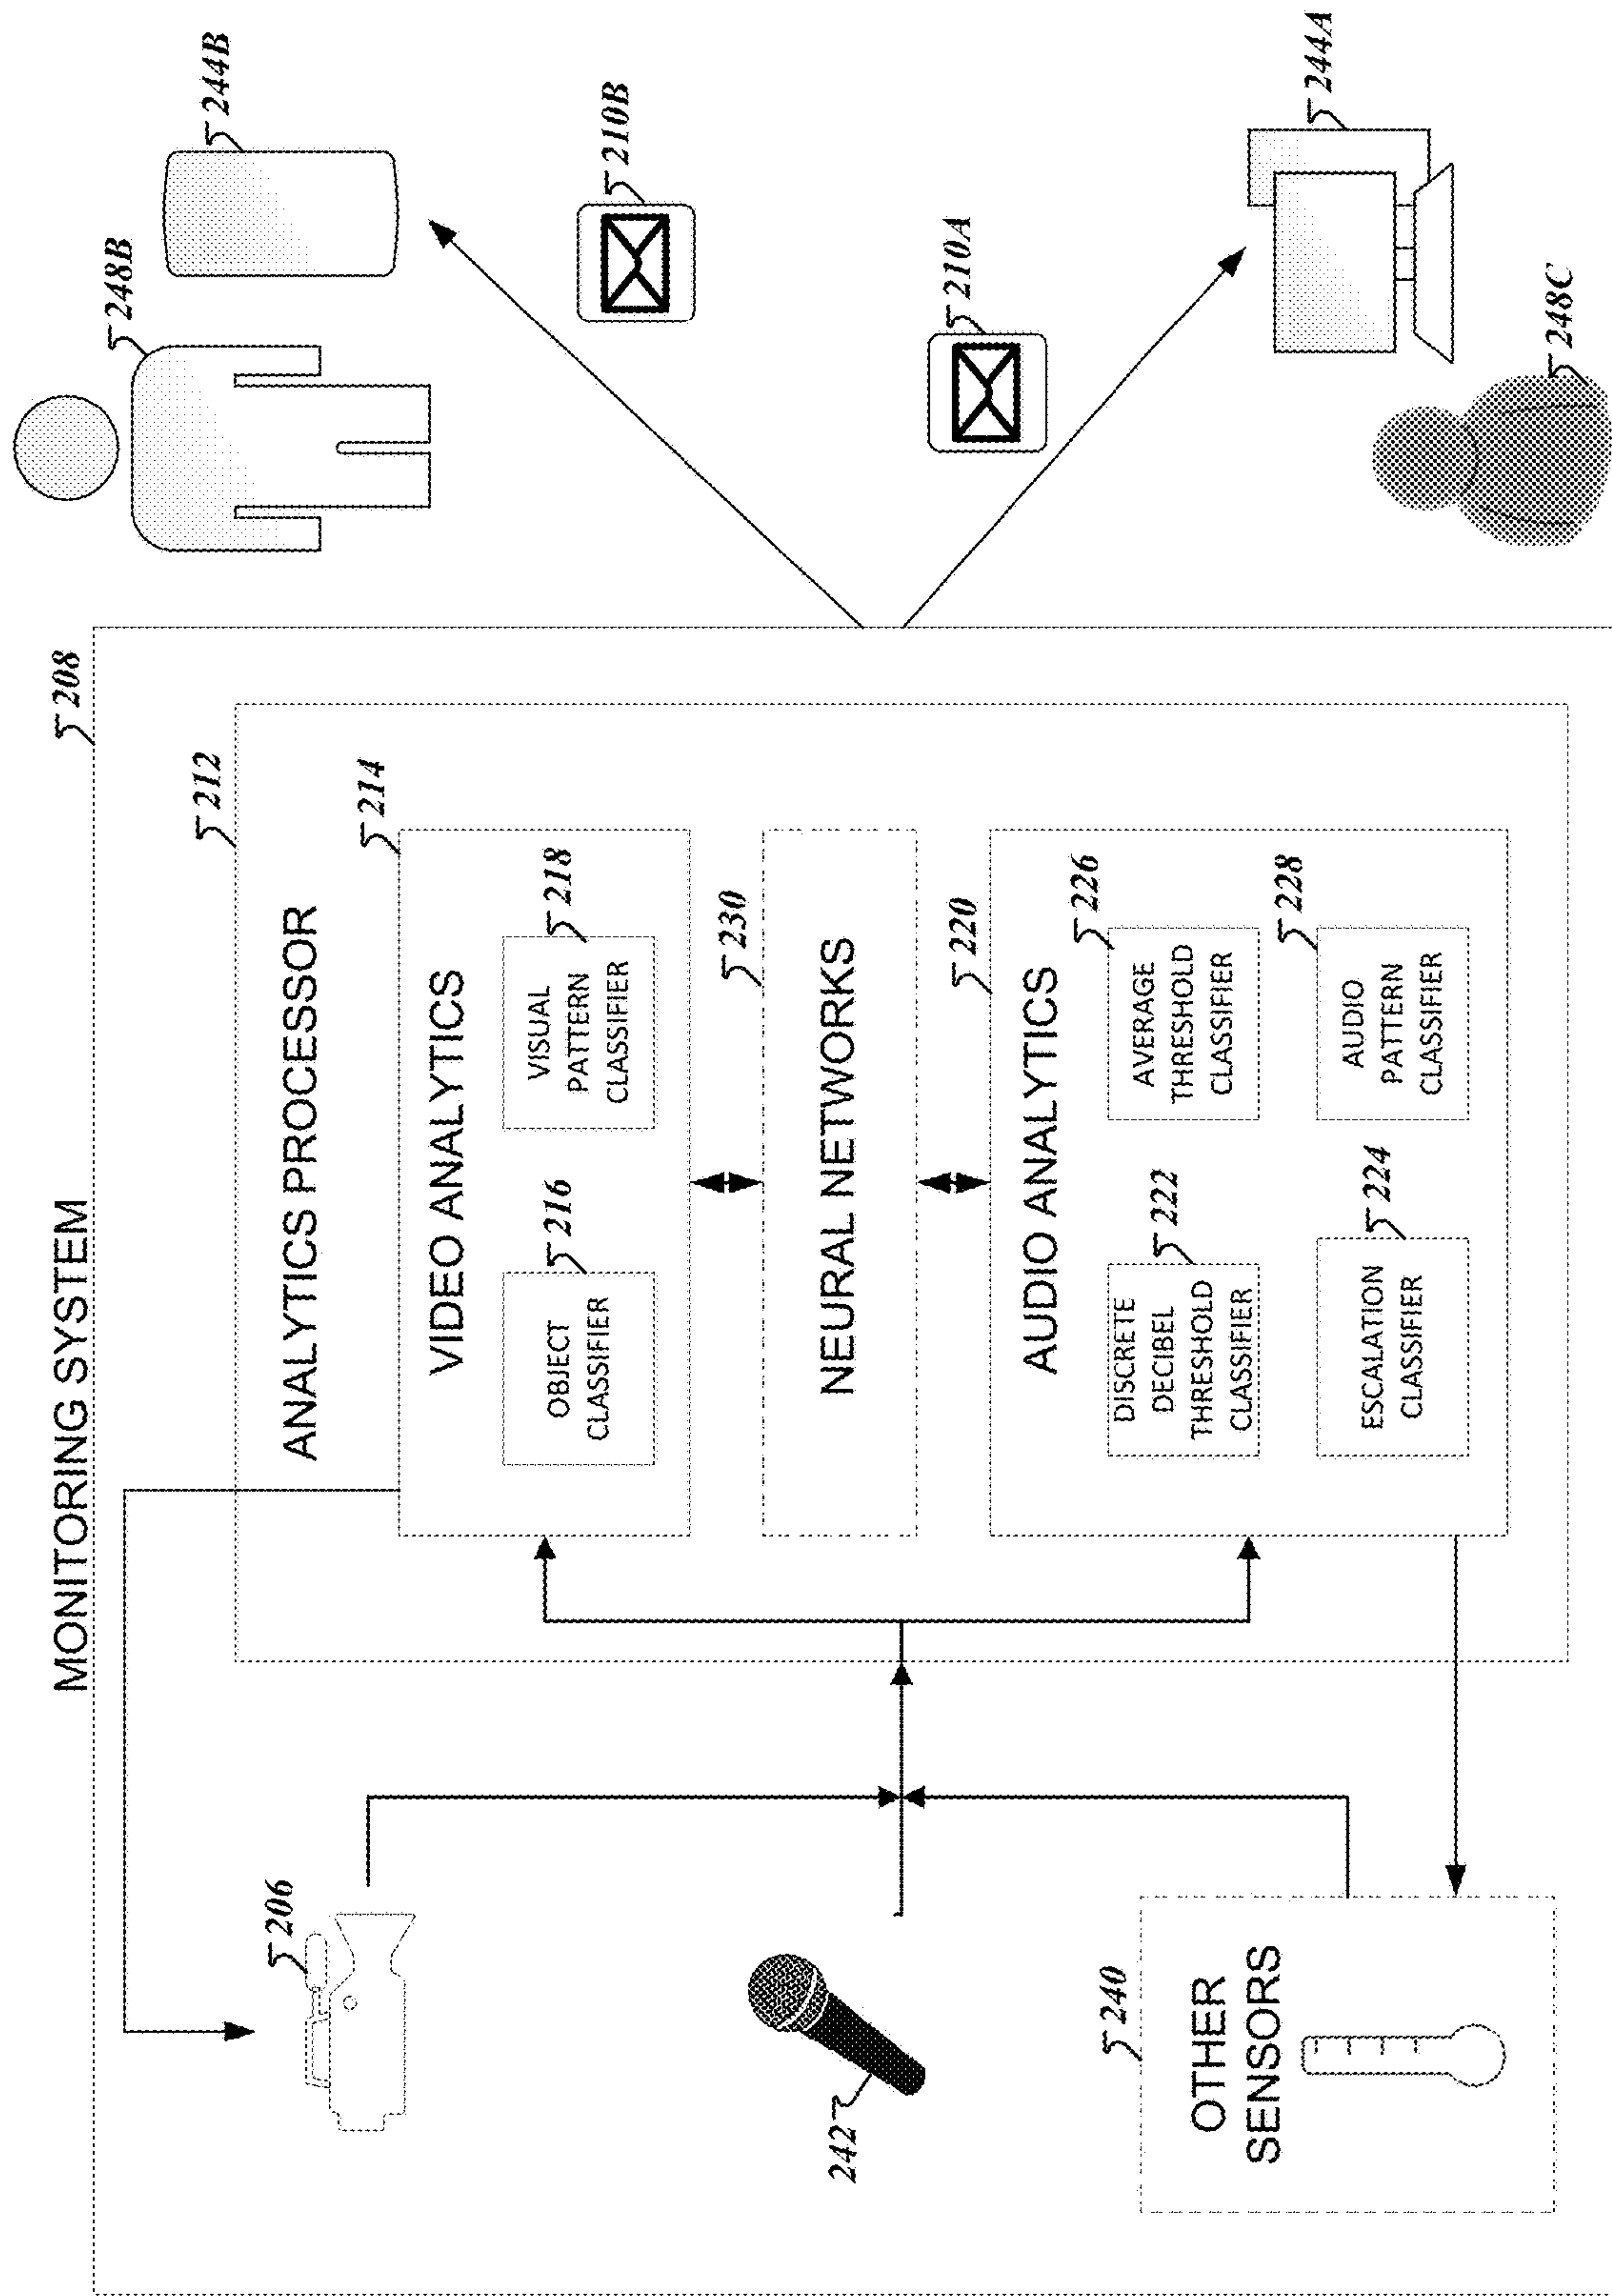 MONITORING SYSTEM
208
248B
244B
210B
210A
244A
248C
206
242
240
OTHER
SENSORS
212
ANALYTICS PROCESSOR
214
VIDEO ANALYTICS
216
OBJECT
CLASSIFIER
218
VISUAL
PATTERN
CLASSIFIER
230
NEURAL NETWORKS
220
AUDIO ANALYTICS
222
DISCRETE
DECIBEL
THRESHOLD
CLASSIFIER
226
AVERAGE
THRESHOLD
CLASSIFIER
224
ESCALATION
CLASSIFIER
228
AUDIO
PATTERN
CLASSIFIER